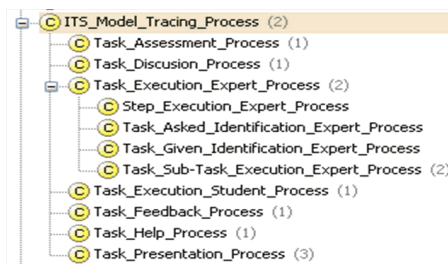 ITS_Model_Tracing_Process (2)
Task_Assessment_Process (1)
Task_Discusion_Process (1)
Task_Execution_Expert_Process (2)
Step_Execution_Expert_Process
Task_Asked_Identification_Expert_Process
Task_Given_Identification_Expert_Process
Task_Sub-Task_Execution_Expert_Process (2)
Task_Execution_Student_Process (1)
Task_Feedback_Process (1)
Task_Help_Process (1)
Task_Presentation_Process (3)